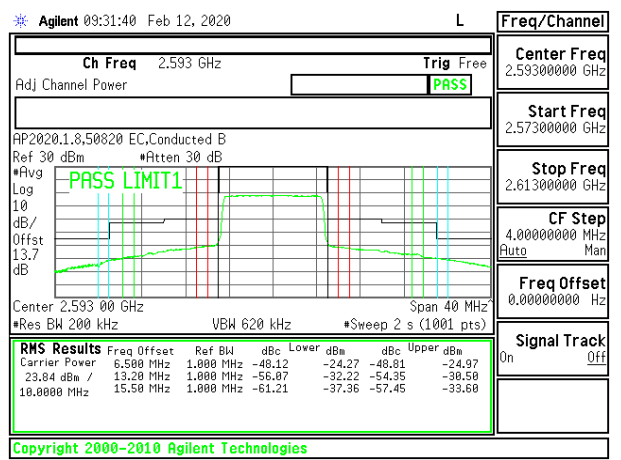 Agilent 09:31:40 Feb 12, 2020 L Freq/Channel
Ch Freq 2.593 GHz Trig Free
Adj Channel Power PASS
Center Freq
2.59300000 GHz
Start Freq
2.57300000 GHz
Stop Freq
2.61300000 GHz
CF Step
4.00000000 MHz
Auto Man
Freq Offset
0.00000000 Hz
Signal Track
On Off
AP2020.1.8,50820 EC,Conducted B
Ref 30 dBm #Atten 30 dB
#Avg
Log
10
dB/
Offst
13.7
dB
PASS LIMIT1
Center 2.593 00 GHz Span 40 MHz
#Res BW 200 kHz VBW 620 kHz #Sweep 2 s (1001 pts)
RMS Results Freq Offset Ref BW dBc Lower dBm dBc Upper dBm
Carrier Power 6.500 MHz 1.000 MHz -48.12 -24.27 -48.81 -24.97
23.84 dBm / 13.20 MHz 1.000 MHz -56.07 -32.22 -54.35 -30.50
10.0000 MHz 15.50 MHz 1.000 MHz -61.21 -37.36 -57.45 -33.60
Copyright 2000-2010 Agilent Technologies